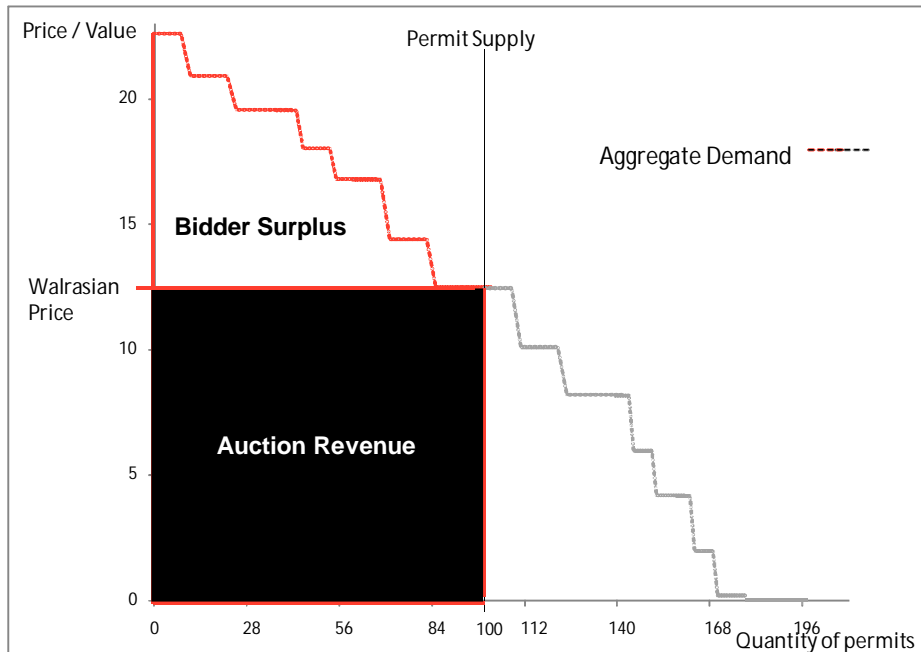 Price / Value
Permit Supply
20
Aggregate Demand
15
Bidder Surplus
Walrasian
Price
10
Auction Revenue
5
0
0 28 56 84 100 112 140 168 196
Quantity of permits